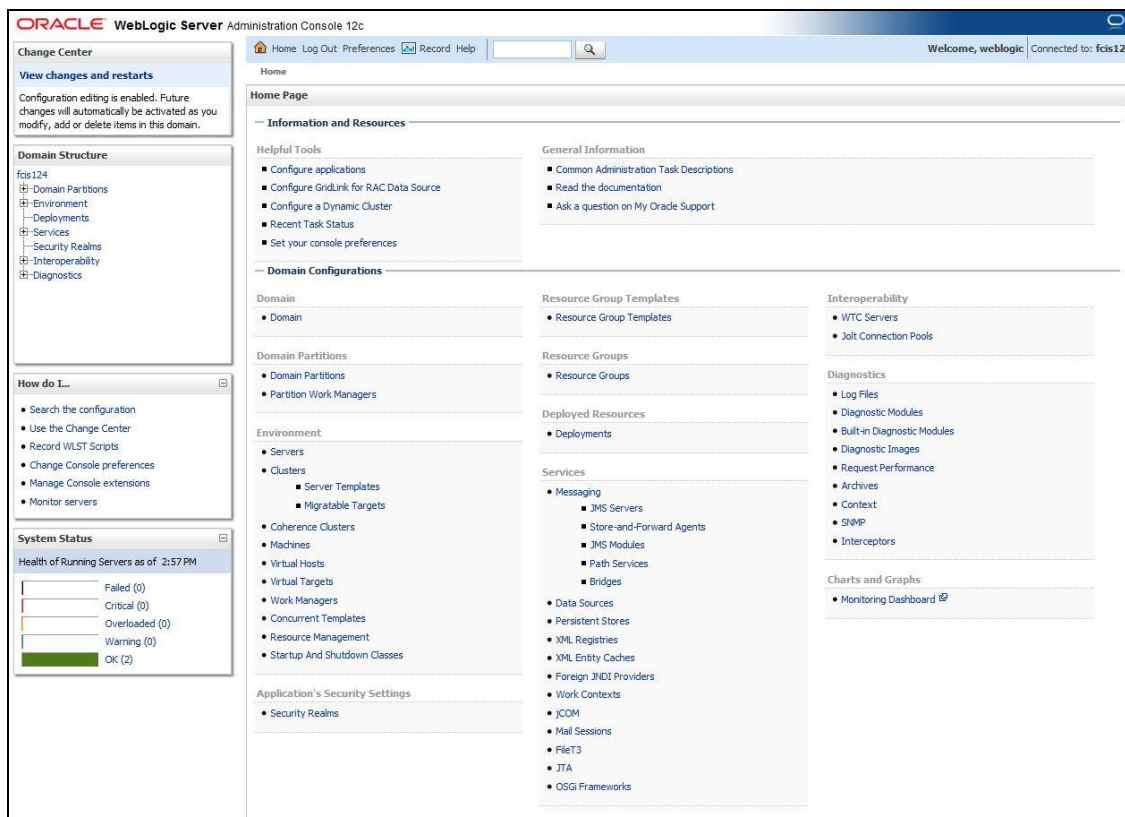 ORACLE WebLogic Server Administration Console 12c
Change Center
View changes and restarts
Configuration editing is enabled. Future
changes will automatically be activated as you
modify, add or delete items in this domain.
Domain Structure
fcis124
Domain Partitions
Environment
Deployments
Services
Security Realms
Interoperability
Diagnostics
How do I...
Search the configuration
Use the Change Center
Record WLST Scripts
Change Console preferences
Manage Console extensions
Monitor servers
System Status
Health of Running Servers as of 2:57 PM
Failed (0)
Critical (0)
Overloaded (0)
Warning (0)
OK (2)
Home Log Out Preferences Record Help
Welcome, weblogic Connected to: fcis12
Home
Home Page
Information and Resources
Helpful Tools
Configure applications
Configure GridLink for RAC Data Source
Configure a Dynamic Cluster
Recent Task Status
Set your console preferences
General Information
Common Administration Task Descriptions
Read the documentation
Ask a question on My Oracle Support
Domain Configurations
Domain
Domain
Domain Partitions
Domain Partitions
Partition Work Managers
Environment
Servers
Clusters
Server Templates
Migratable Targets
Coherence Clusters
Machines
Virtual Hosts
Virtual Targets
Work Managers
Concurrent Templates
Resource Management
Startup And Shutdown Classes
Application's Security Settings
Security Realms
Resource Group Templates
Resource Group Templates
Resource Groups
Resource Groups
Deployed Resources
Deployments
Services
Messaging
JMS Servers
Store-and-Forward Agents
JMS Modules
Path Services
Bridges
Data Sources
Persistent Stores
XML Registries
XML Entity Caches
Foreign JNDI Providers
Work Contexts
jCOM
Mail Sessions
FileT3
JTA
OSGi Frameworks
Interoperability
WTC Servers
Jolt Connection Pools
Diagnostics
Log Files
Diagnostic Modules
Built-in Diagnostic Modules
Diagnostic Images
Request Performance
Archives
Context
SNMP
Interceptors
Charts and Graphs
Monitoring Dashboard